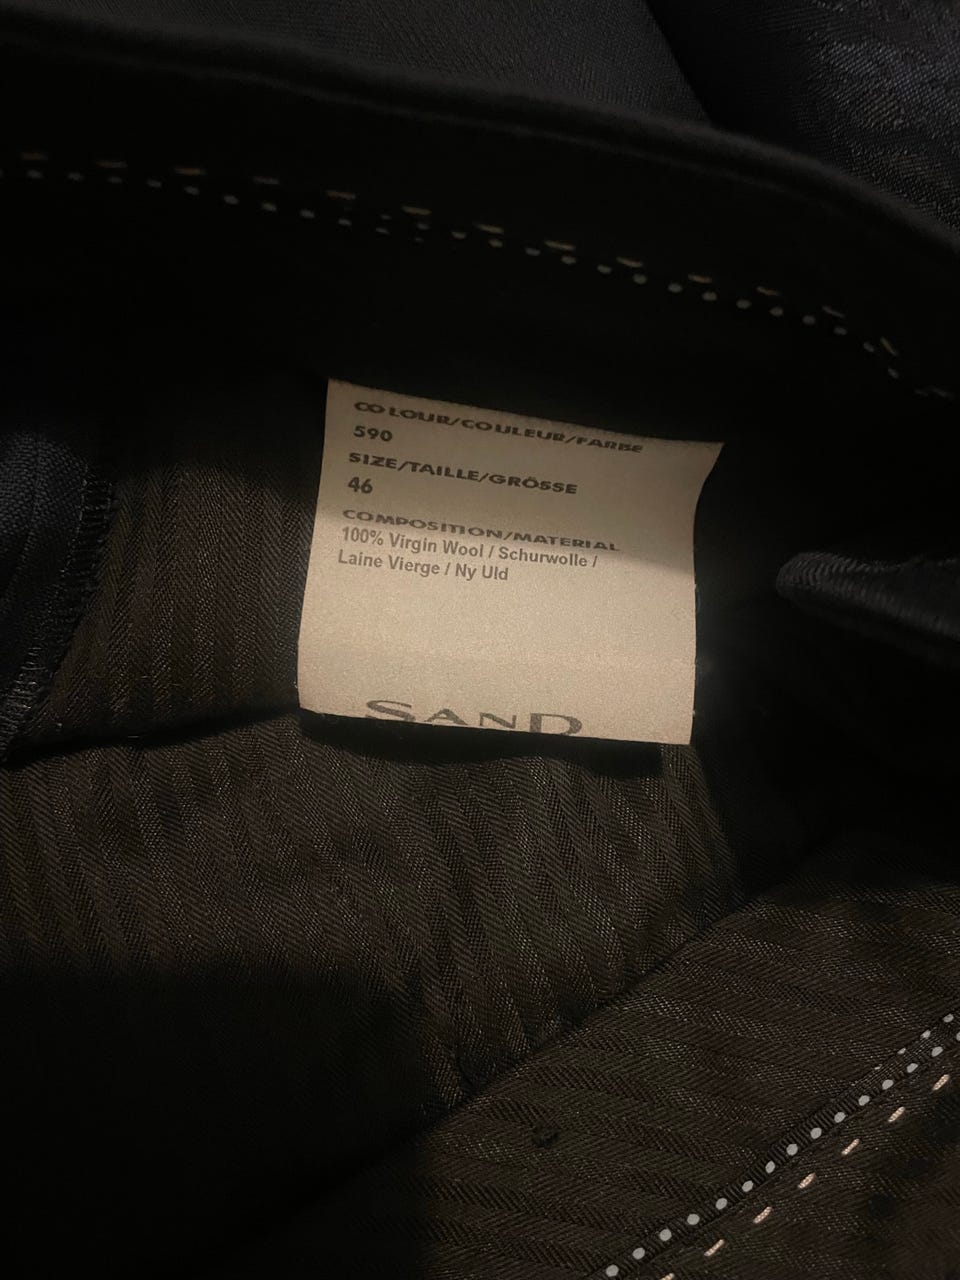 COLOUR/COULEUR/FARBE
590
SIZE/TAILLE/GRÖSSE
46
COMPOSITION/MATERIAL
100% Virgin Wool / Schurwolle /
Laine Vierge / Ny Uld
SAND